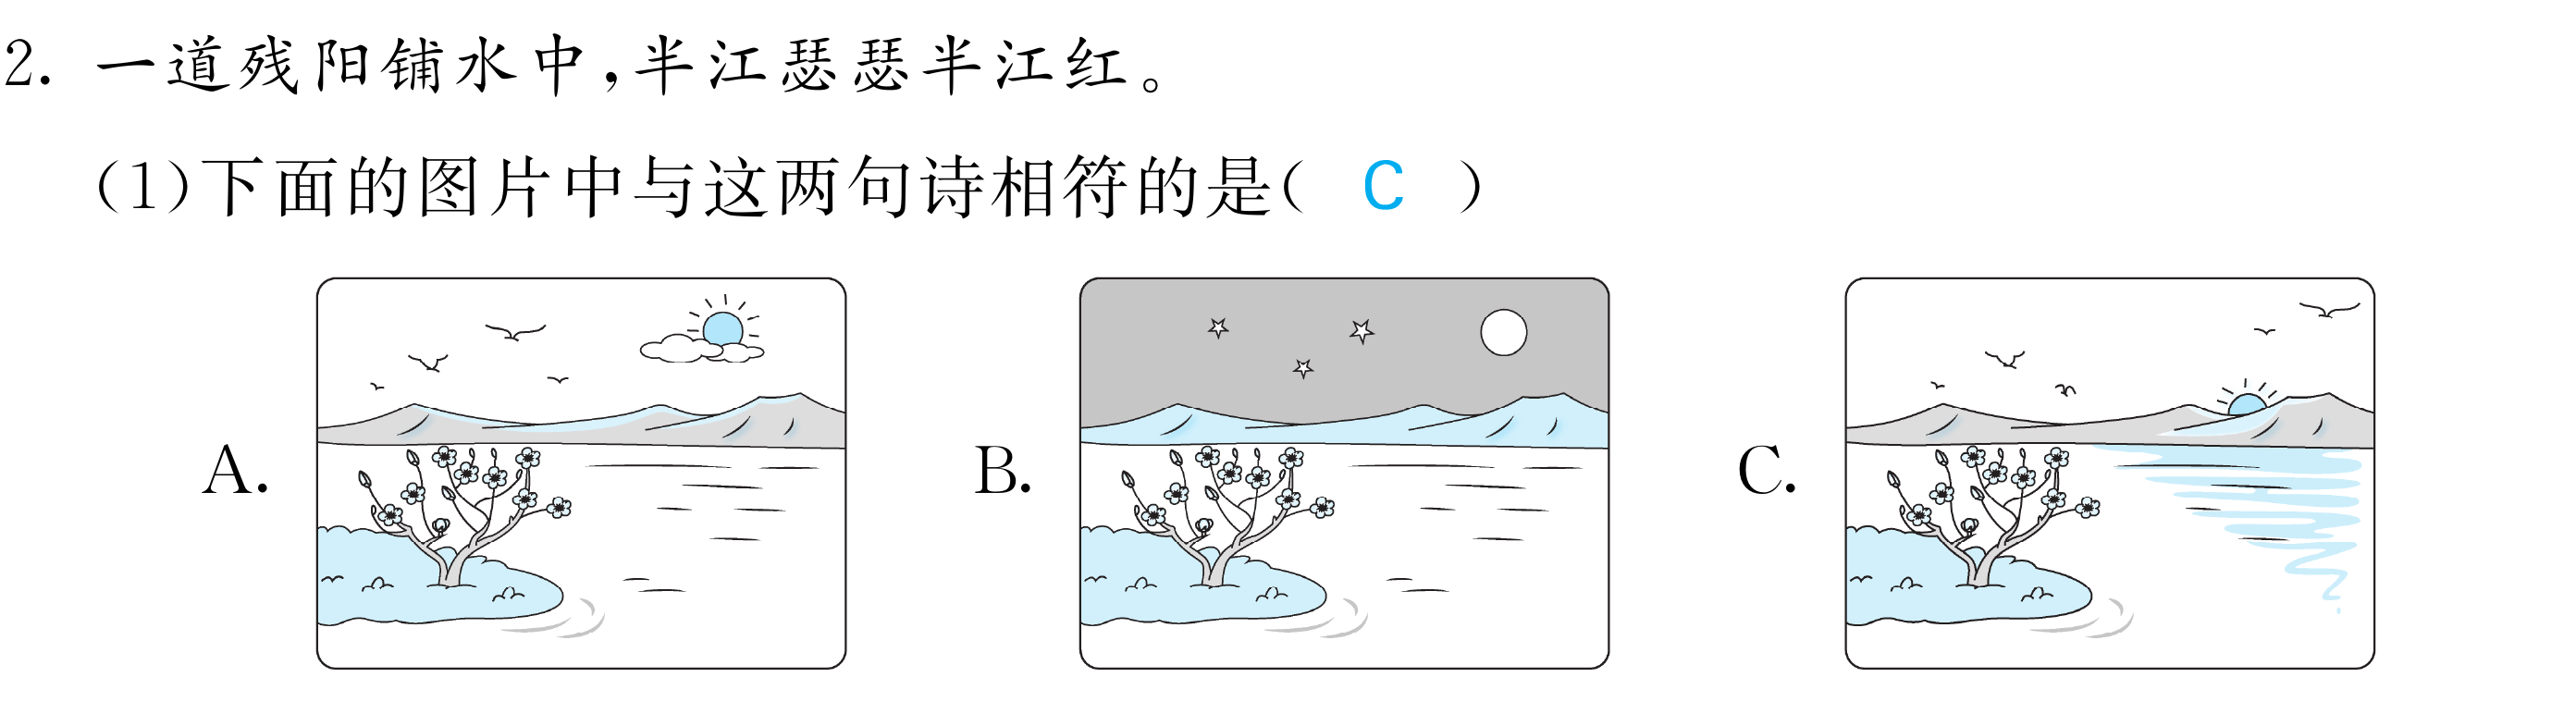 2. 一道残阳铺水中,半江瑟瑟半江红。
(1)下面的图片中与这两句诗相符的是( C )
A. B. C.